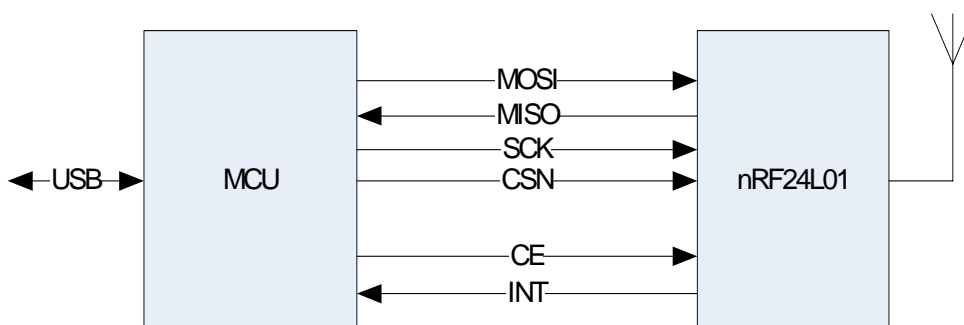 MOSI
MISO
SCK
USB MCU CSN nRF24L01
CE
INT